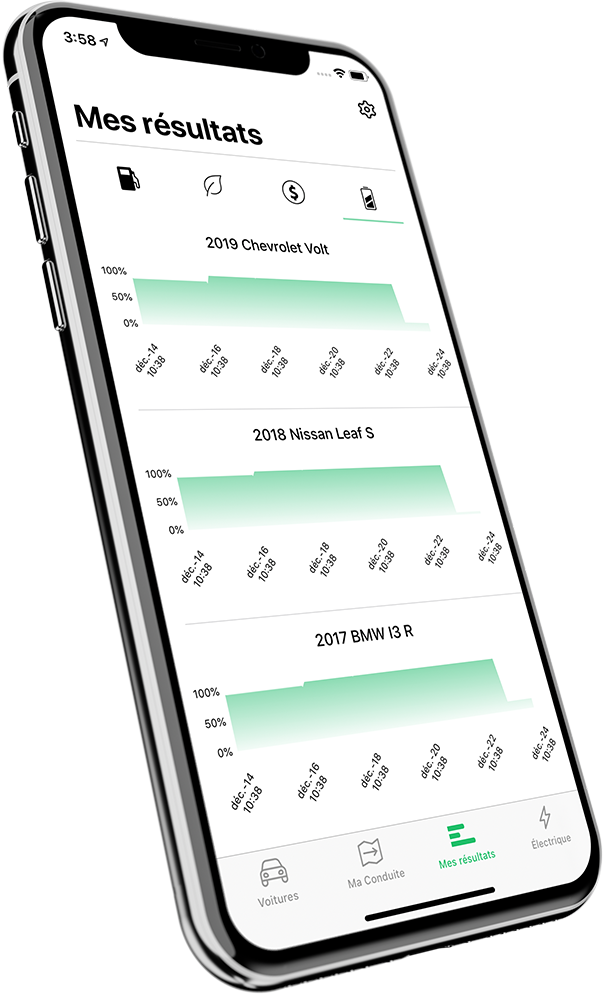 3:58
Mes résultats
$
2019 Chevrolet Volt
100%
50%
0%
déc.-14 10:38
déc.-16 10:38
déc.-18 10:38
déc.-20 10:38
déc.-22 10:38
déc.-24 10:38
2018 Nissan Leaf S
100%
50%
0%
déc.-14 10:38
déc.-16 10:38
déc.-18 10:38
déc.-20 10:38
déc.-22 10:38
déc.-24 10:38
2017 BMW I3 R
100%
50%
0%
déc.-14 10:38
déc.-16 10:38
déc.-18 10:38
déc.-20 10:38
déc.-22 10:38
déc.-24 10:38
Voitures
Ma Conduite
Mes résultats
Électrique